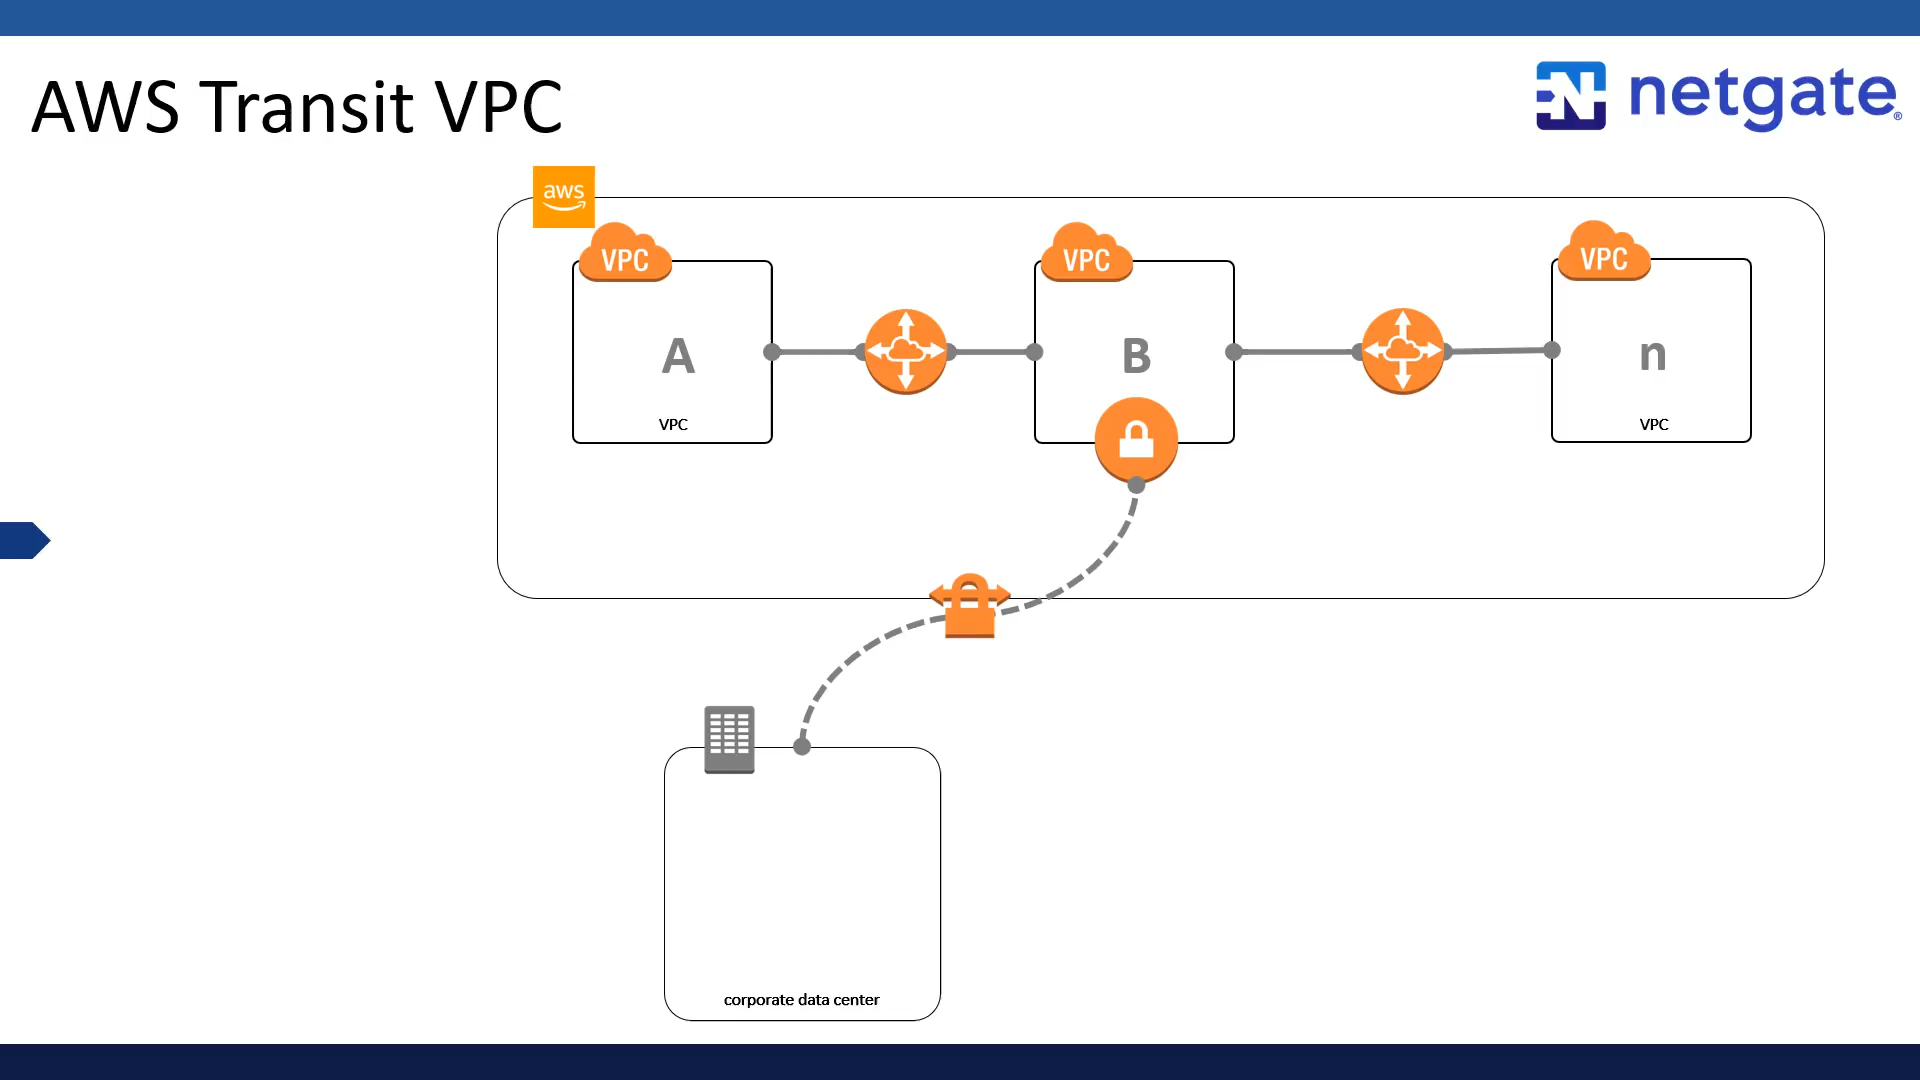 AWS Transit VPC
netgate®
aws
VPC
VPC
VPC
A
B
n
VPC
VPC
corporate data center